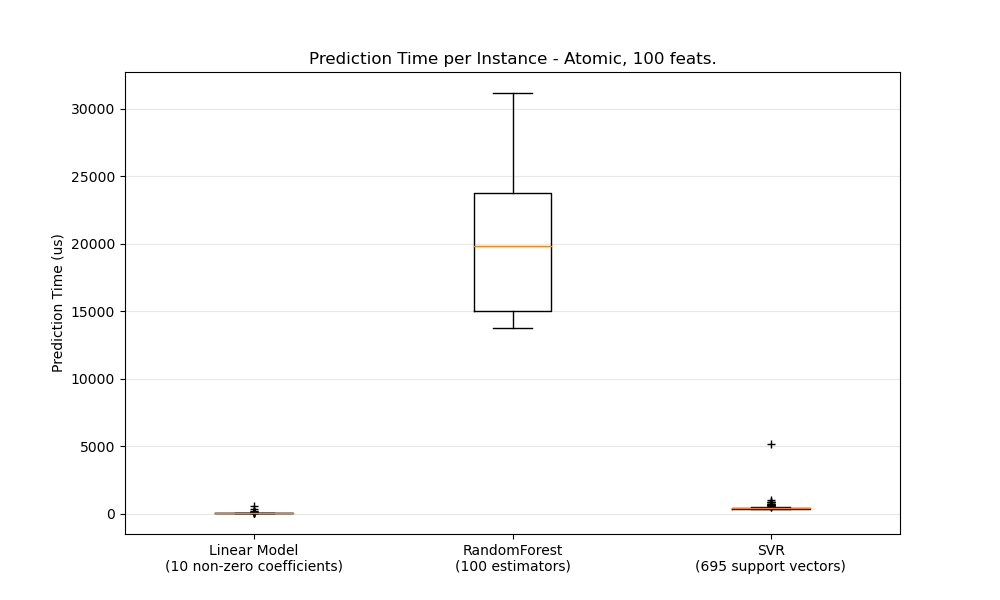 Prediction Time per Instance - Atomic, 100 feats.
Prediction Time (us)
30000
25000
20000
15000
10000
5000
0
Linear Model
(10 non-zero coefficients)
RandomForest
(100 estimators)
SVR
(695 support vectors)